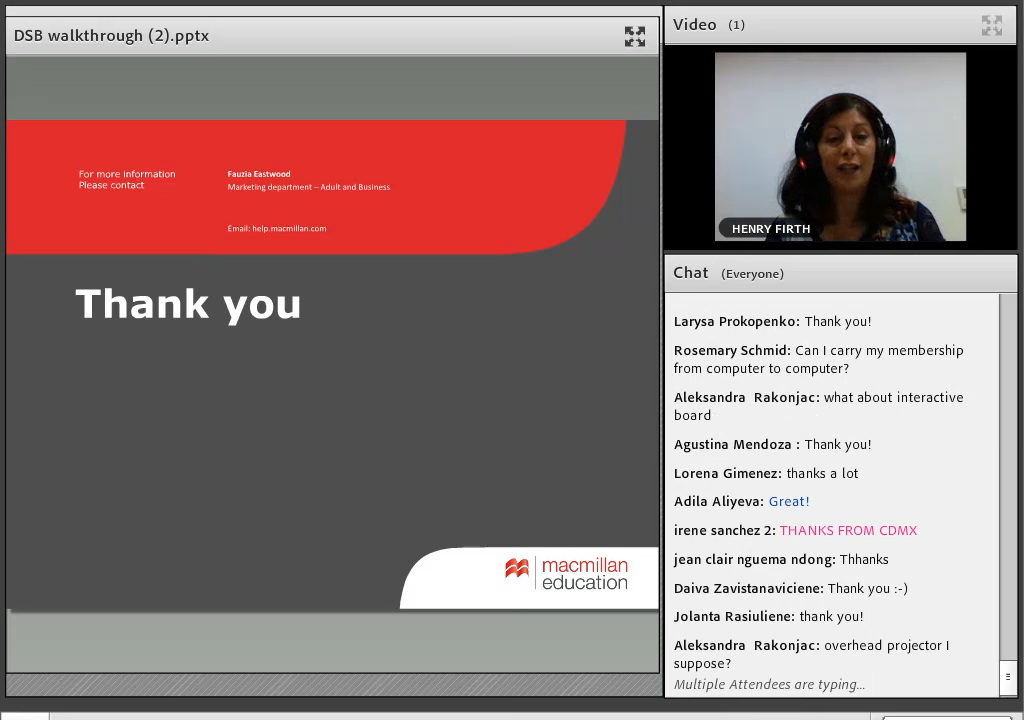 DSB walkthrough (2).pptx
For more information
Please contact
Fauzia Eastwood
Marketing department – Adult and Business
Email: help.macmillan.com
Thank you
macmillan
education
Video (1)
HENRY FIRTH
Chat (Everyone)
Larysa Prokopenko: Thank you!
Rosemary Schmid: Can I carry my membership
from computer to computer?
Aleksandra Rakonjac: what about interactive
board
Agustina Mendoza : Thank you!
Lorena Gimenez: thanks a lot
Adila Aliyeva: Great!
irene sanchez 2: THANKS FROM CDMX
jean clair nguema ndong: Thhanks
Daiva Zavistanaviciene: Thank you :-)
Jolanta Rasiuliene: thank you!
Aleksandra Rakonjac: overhead projector I
suppose?
Multiple Attendees are typing...